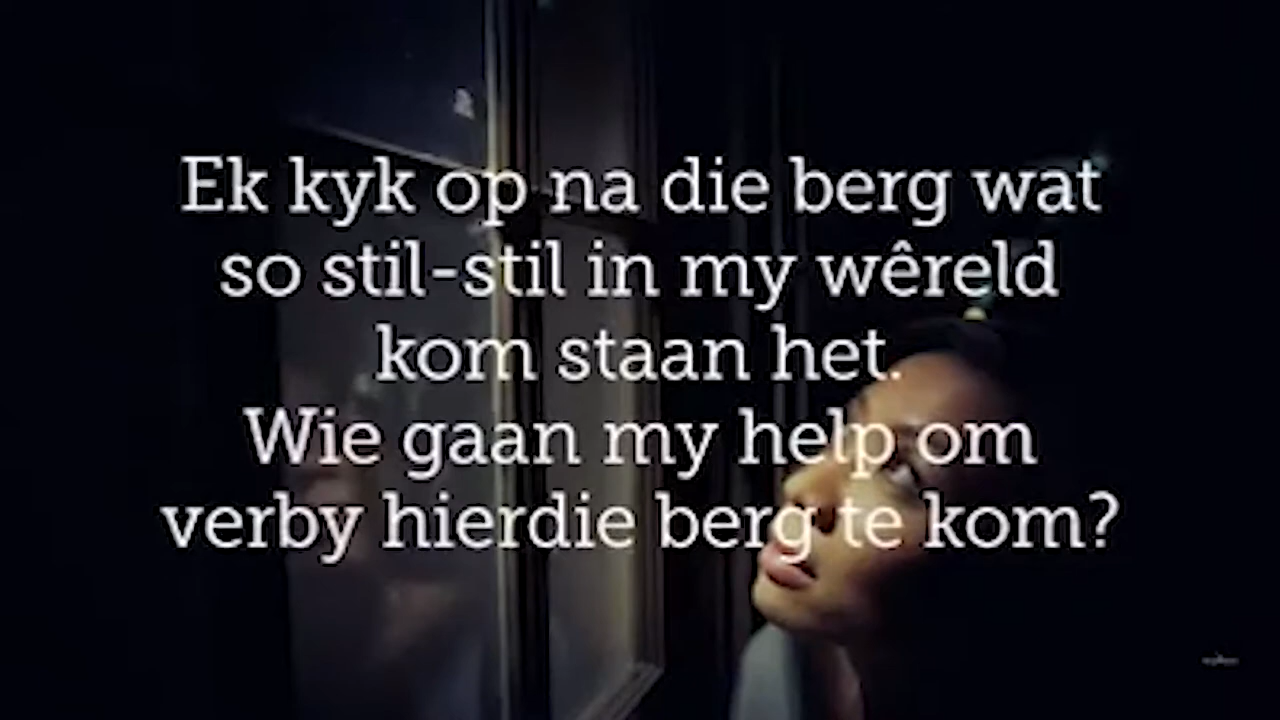 Ek kyk op na die berg wat
so stil-stil in my wêreld
kom staan het.
Wie gaan my help om
verby hierdie berg te kom?